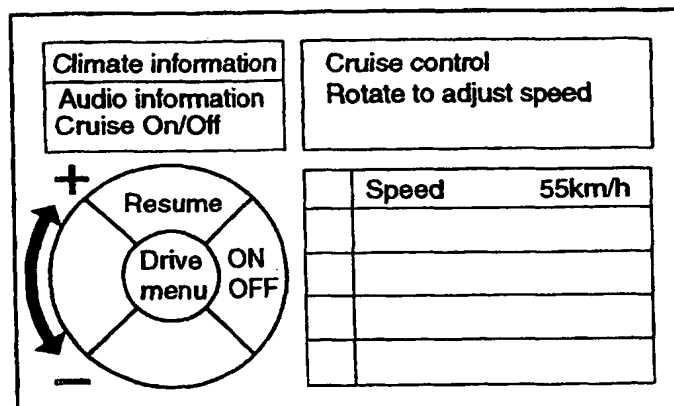 Climate information
Audio information
Cruise On/Off
Cruise control
Rotate to adjust speed
+
Resume
Drive menu
ON
OFF
−
Speed 55km/h